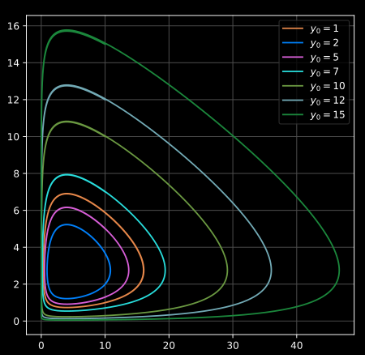 16
14
12
10
8
6
4
2
0
0 10 20 30 40
y₀ = 1
y₀ = 2
y₀ = 5
y₀ = 7
y₀ = 10
y₀ = 12
y₀ = 15